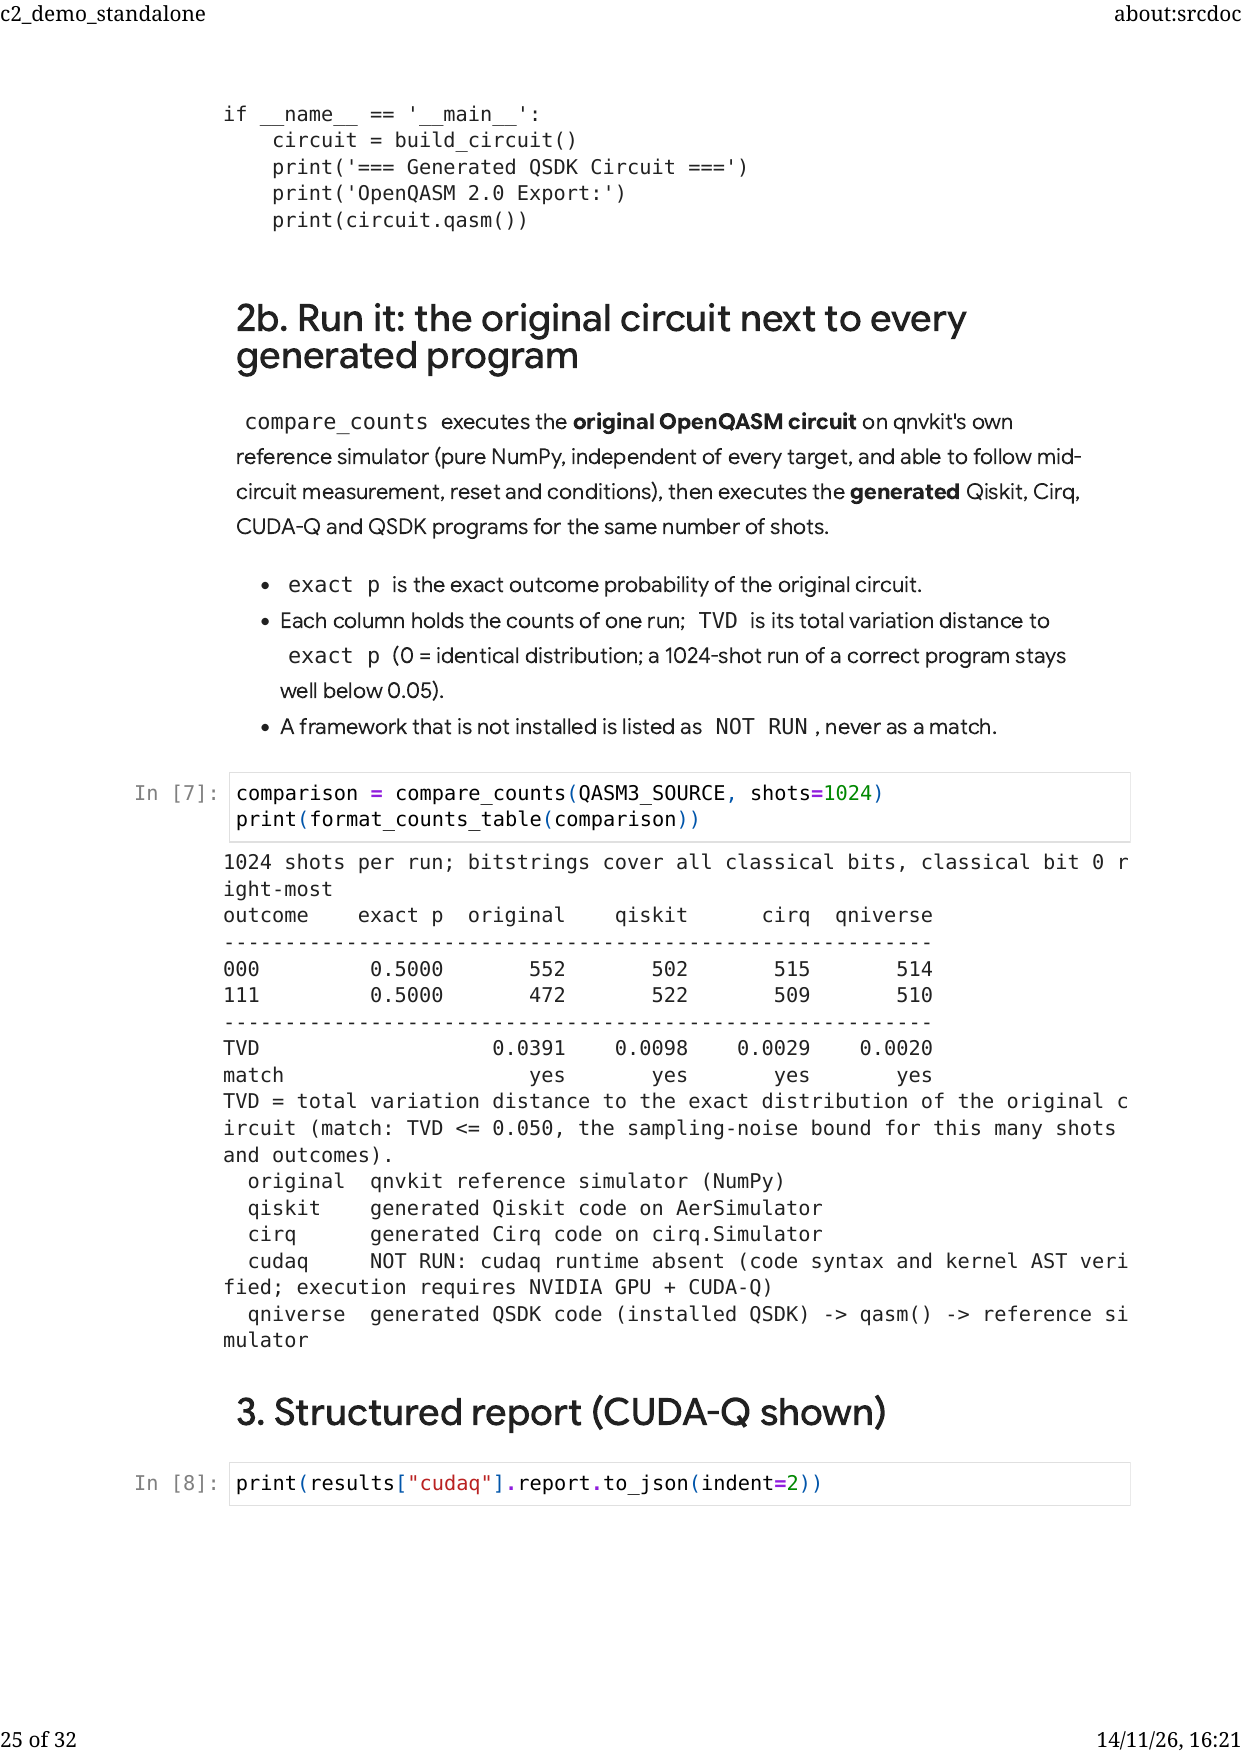 c2_demo_standalone about:srcdoc
if __name__ == '__main__':
    circuit = build_circuit()
    print('=== Generated QSDK Circuit ===')
    print('OpenQASM 2.0 Export:')
    print(circuit.qasm())
2b. Run it: the original circuit next to every
generated program
compare_counts executes the original OpenQASM circuit on qnvkit's own
reference simulator (pure NumPy, independent of every target, and able to follow mid-
circuit measurement, reset and conditions), then executes the generated Qiskit, Cirq,
CUDA-Q and QSDK programs for the same number of shots.
• exact p is the exact outcome probability of the original circuit.
• Each column holds the counts of one run; TVD is its total variation distance to
exact p (0 = identical distribution; a 1024-shot run of a correct program stays
well below 0.05).
• A framework that is not installed is listed as NOT RUN , never as a match.
In [7]: comparison = compare_counts(QASM3_SOURCE, shots=1024)
print(format_counts_table(comparison))
1024 shots per run; bitstrings cover all classical bits, classical bit 0 r
ight-most
outcome    exact p  original    qiskit      cirq  qniverse
----------------------------------------------------------
000         0.5000       552       502       515       514
111         0.5000       472       522       509       510
----------------------------------------------------------
TVD                   0.0391    0.0098    0.0029    0.0020
match                    yes       yes       yes       yes
TVD = total variation distance to the exact distribution of the original c
ircuit (match: TVD <= 0.050, the sampling-noise bound for this many shots
and outcomes).
  original  qnvkit reference simulator (NumPy)
  qiskit    generated Qiskit code on AerSimulator
  cirq      generated Cirq code on cirq.Simulator
  cudaq     NOT RUN: cudaq runtime absent (code syntax and kernel AST veri
fied; execution requires NVIDIA GPU + CUDA-Q)
  qniverse  generated QSDK code (installed QSDK) -> qasm() -> reference si
mulator
3. Structured report (CUDA-Q shown)
In [8]: print(results["cudaq"].report.to_json(indent=2))
25 of 32 14/11/26, 16:21